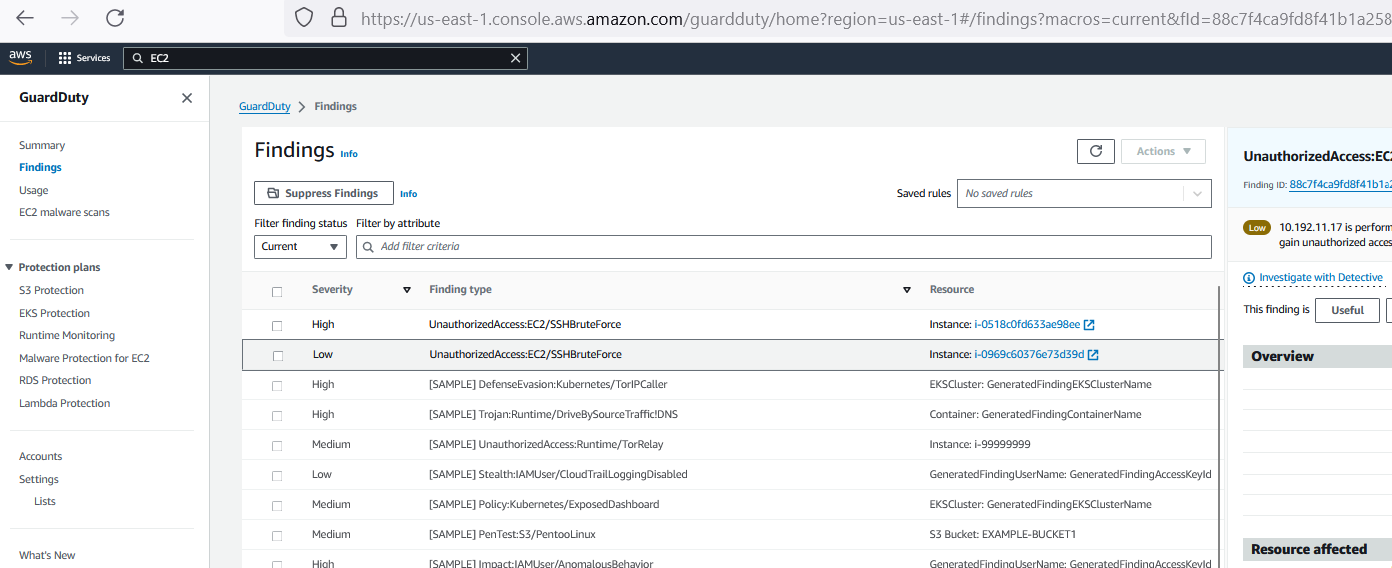 https://us-east-1.console.aws.amazon.com/guardduty/home?region=us-east-1#/findings?macros=current&fId=88c7f4ca9fd8f41b1a258
aws Services EC2
GuardDuty
Summary
Findings
Usage
EC2 malware scans
Protection plans
S3 Protection
EKS Protection
Runtime Monitoring
Malware Protection for EC2
RDS Protection
Lambda Protection
Accounts
Settings
Lists
What's New
GuardDuty Findings
Findings Info
Actions
Suppress Findings Info
Saved rules No saved rules
Filter finding status Filter by attribute
Current Add filter criteria
Severity Finding type Resource
High UnauthorizedAccess:EC2/SSHBruteForce Instance: i-0518c0fd633ae98ee
Low UnauthorizedAccess:EC2/SSHBruteForce Instance: i-0969c60376e73d39d
High [SAMPLE] DefenseEvasion:Kubernetes/TorIPCaller EKSCluster: GeneratedFindingEKSClusterName
High [SAMPLE] Trojan:Runtime/DriveBySourceTraffic!DNS Container: GeneratedFindingContainerName
Medium [SAMPLE] UnauthorizedAccess:Runtime/TorRelay Instance: i-99999999
Low [SAMPLE] Stealth:IAMUser/CloudTrailLoggingDisabled GeneratedFindingUserName: GeneratedFindingAccessKeyId
Medium [SAMPLE] Policy:Kubernetes/ExposedDashboard EKSCluster: GeneratedFindingEKSClusterName
Medium [SAMPLE] PenTest:S3/PentooLinux S3 Bucket: EXAMPLE-BUCKET1
High [SAMPLE] Impact:IAMUser/AnomalousBehavior GeneratedFindingUserName: GeneratedFindingAccessKeyId
UnauthorizedAccess:EC2
Finding ID: 88c7f4ca9fd8f41b1a2
Low 10.192.11.17 is perform
gain unauthorized acces
Investigate with Detective
This finding is Useful
Overview
Resource affected